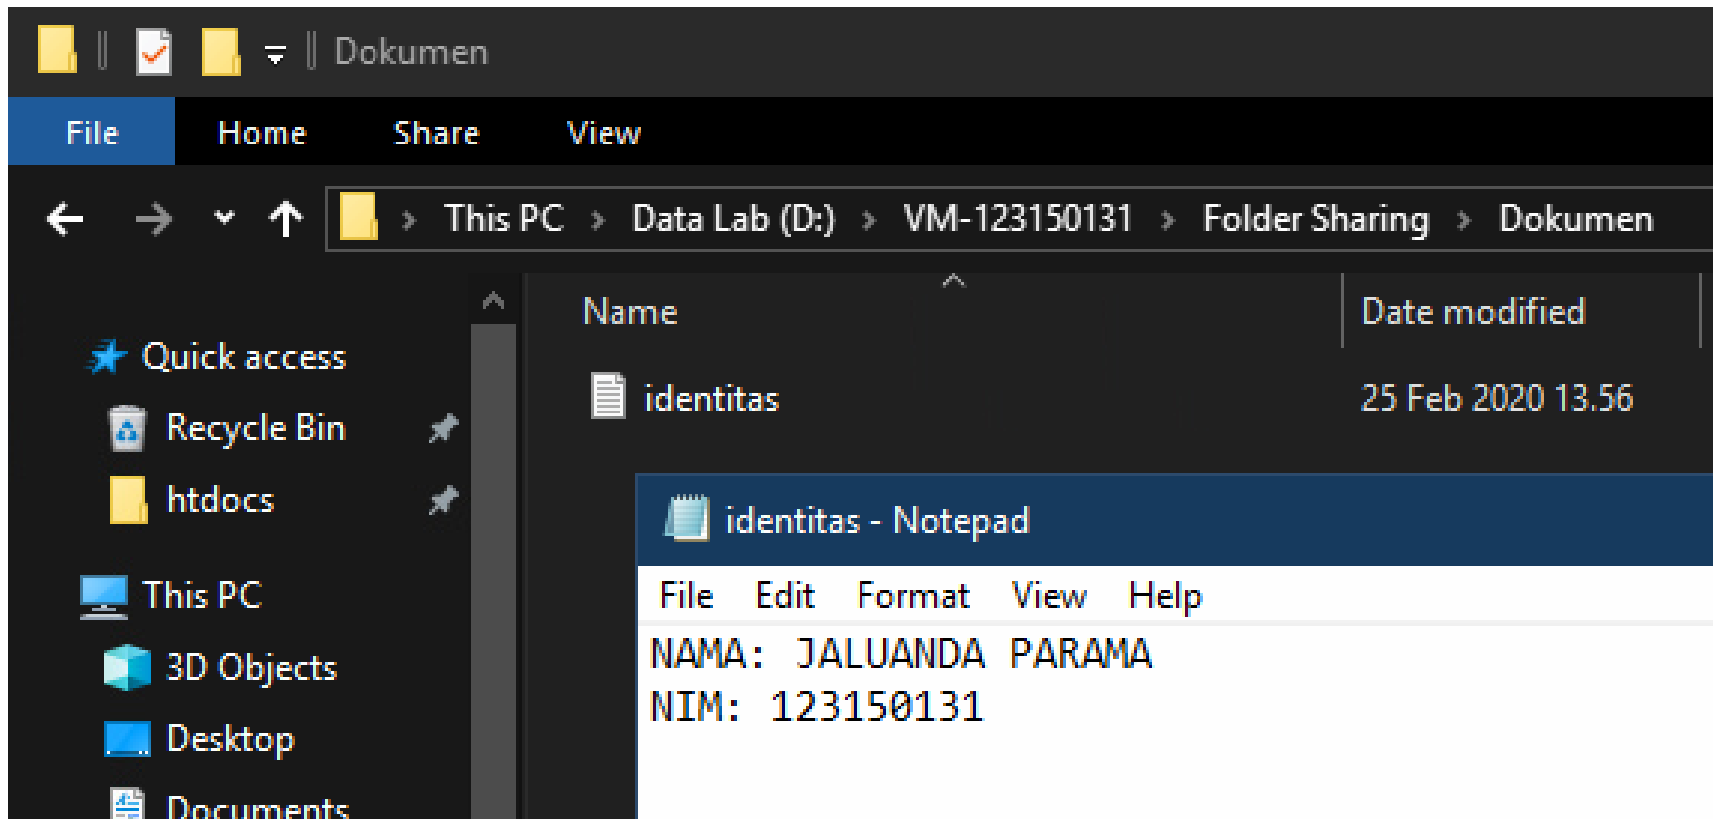 Dokumen
File Home Share View
This PC > Data Lab (D:) > VM-123150131 > Folder Sharing > Dokumen
Name Date modified
Quick access
identitas 25 Feb 2020 13.56
Recycle Bin
htdocs
identitas - Notepad
This PC
File Edit Format View Help
NAMA: JALUANDA PARAMA
3D Objects
NIM: 123150131
Desktop
Documents